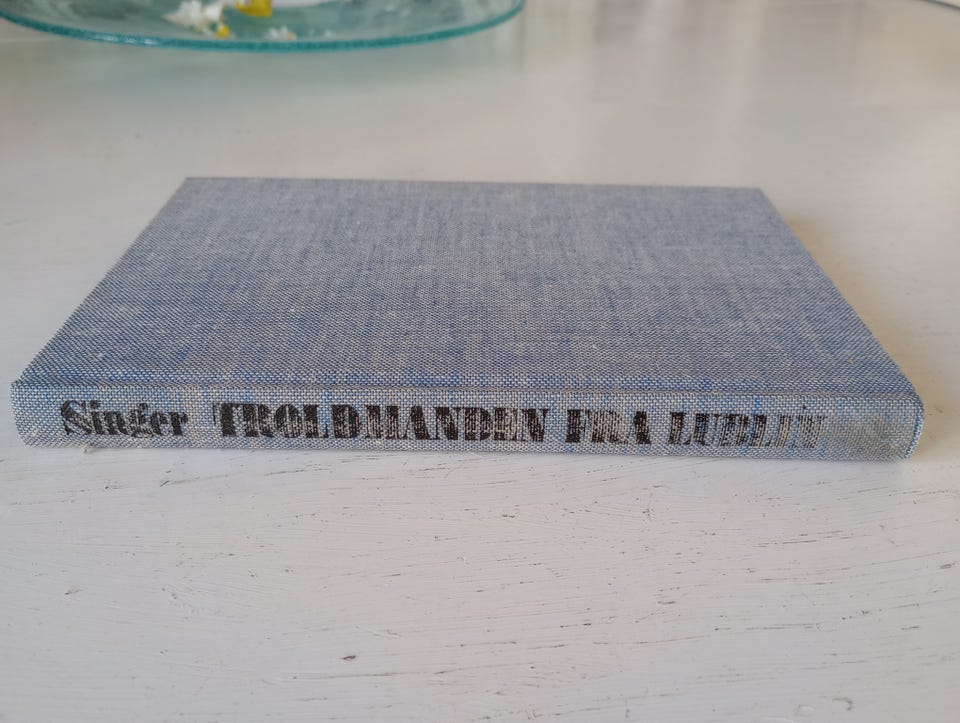 Singer TROLDMANDEN FRA LUBLIN